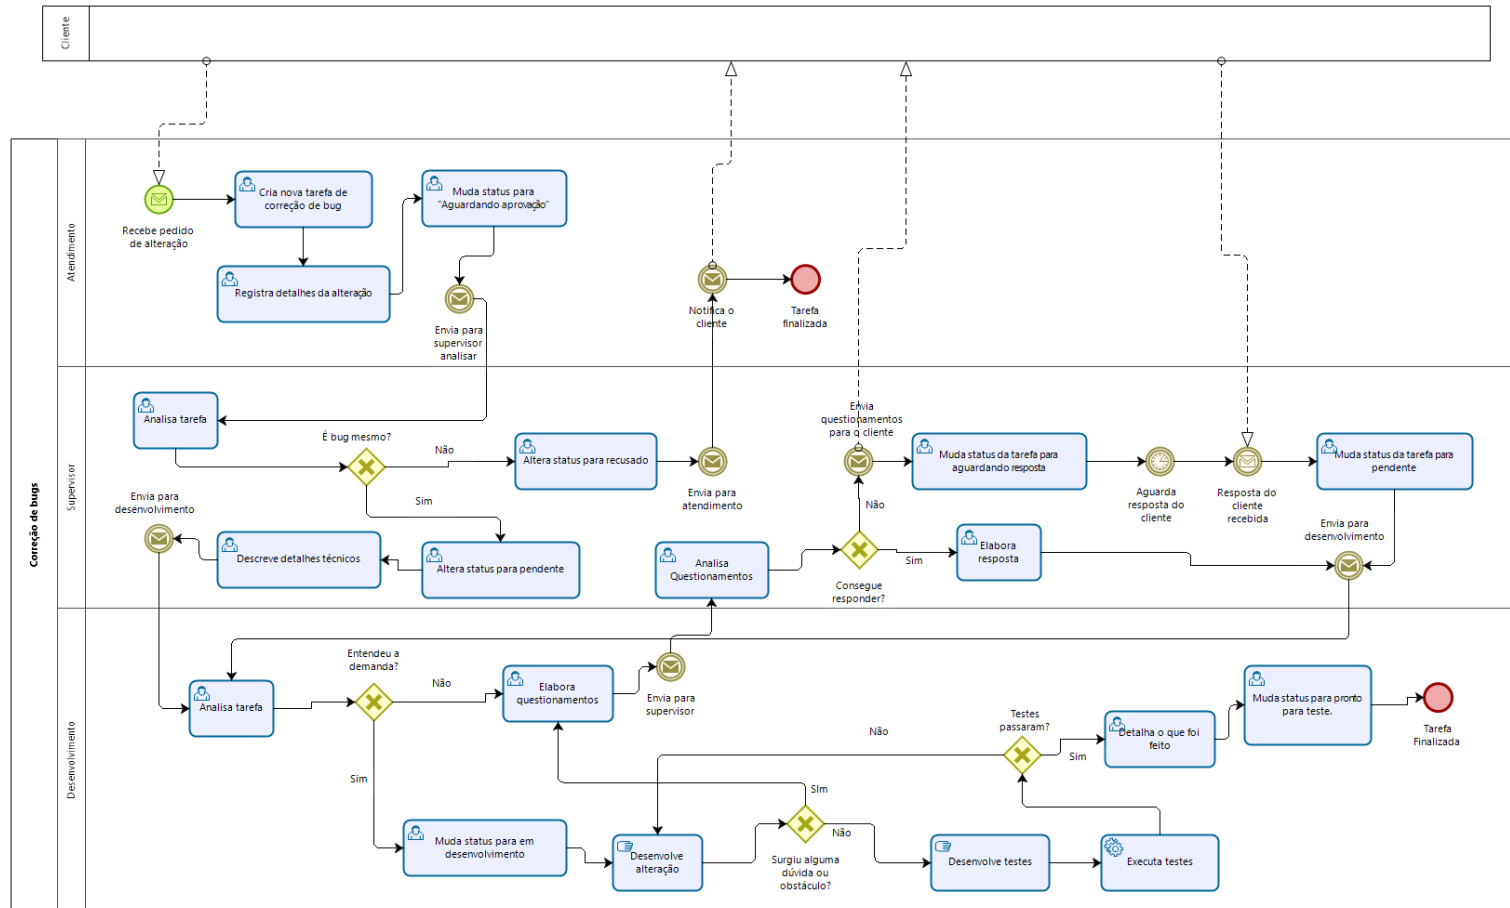 Cliente
Correção de bugs
Atendimento
Recebe pedido
de alteração
Cria nova tarefa de
correção de bug
Registra detalhes da alteração
Muda status para
"Aguardando aprovação"
Envia para
supervisor
analisar
Notifica o
cliente
Tarefa
finalizada
Supervisor
Analisa tarefa
É bug mesmo?
Não
Sim
Altera status para recusado
Envia para
atendimento
Altera status para pendente
Descreve detalhes técnicos
Envia para
desenvolvimento
Analisa
Questionamentos
Consegue
responder?
Não
Sim
Envia
questionamentos
para o cliente
Muda status da tarefa para
aguardando resposta
Aguarda
resposta do
cliente
Resposta do
cliente
recebida
Muda status da tarefa para
pendente
Elabora
resposta
Envia para
desenvolvimento
Desenvolvimento
Analisa tarefa
Entendeu a
demanda?
Não
Sim
Elabora
questionamentos
Envia para
supervisor
Muda status para em
desenvolvimento
Desenvolve
alteração
Surgiu alguma
dúvida ou
obstáculo?
SIm
Não
Desenvolve testes
Executa testes
Testes
passaram?
Não
Sim
Detalha o que foi
feito
Muda status para pronto
para teste.
Tarefa
Finalizada